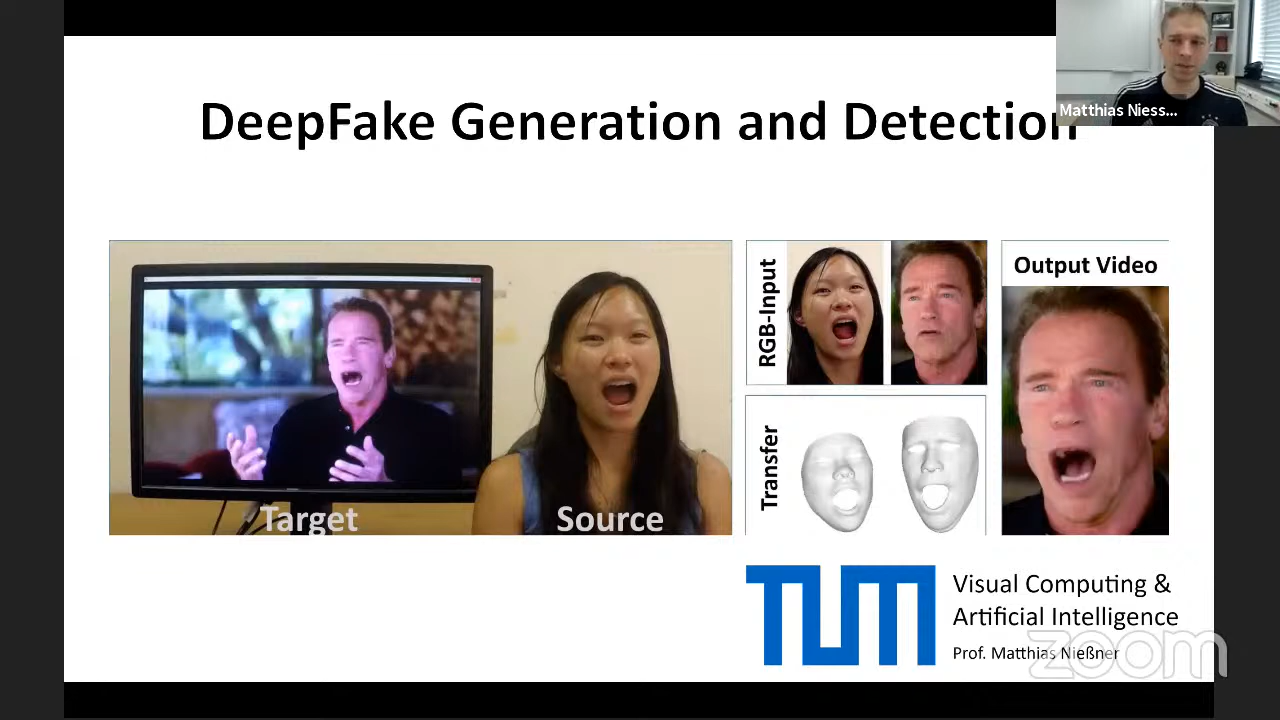 DeepFake Generation and Detection
Matthias Niess...
Target
Source
RGB-Input
Transfer
Output Video
TUM
Visual Computing &
Artificial Intelligence
Prof. Matthias Nießner
zoom